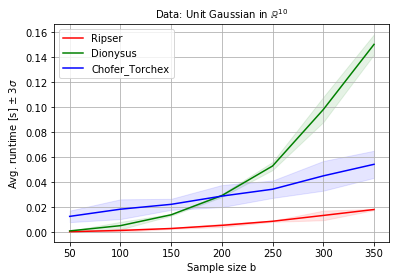 Data: Unit Gaussian in ℝ¹⁰
Ripser
Dionysus
Chofer_Torchex
Avg. runtime [s] ± 3σ
0.16
0.14
0.12
0.10
0.08
0.06
0.04
0.02
0.00
50 100 150 200 250 300 350
Sample size b